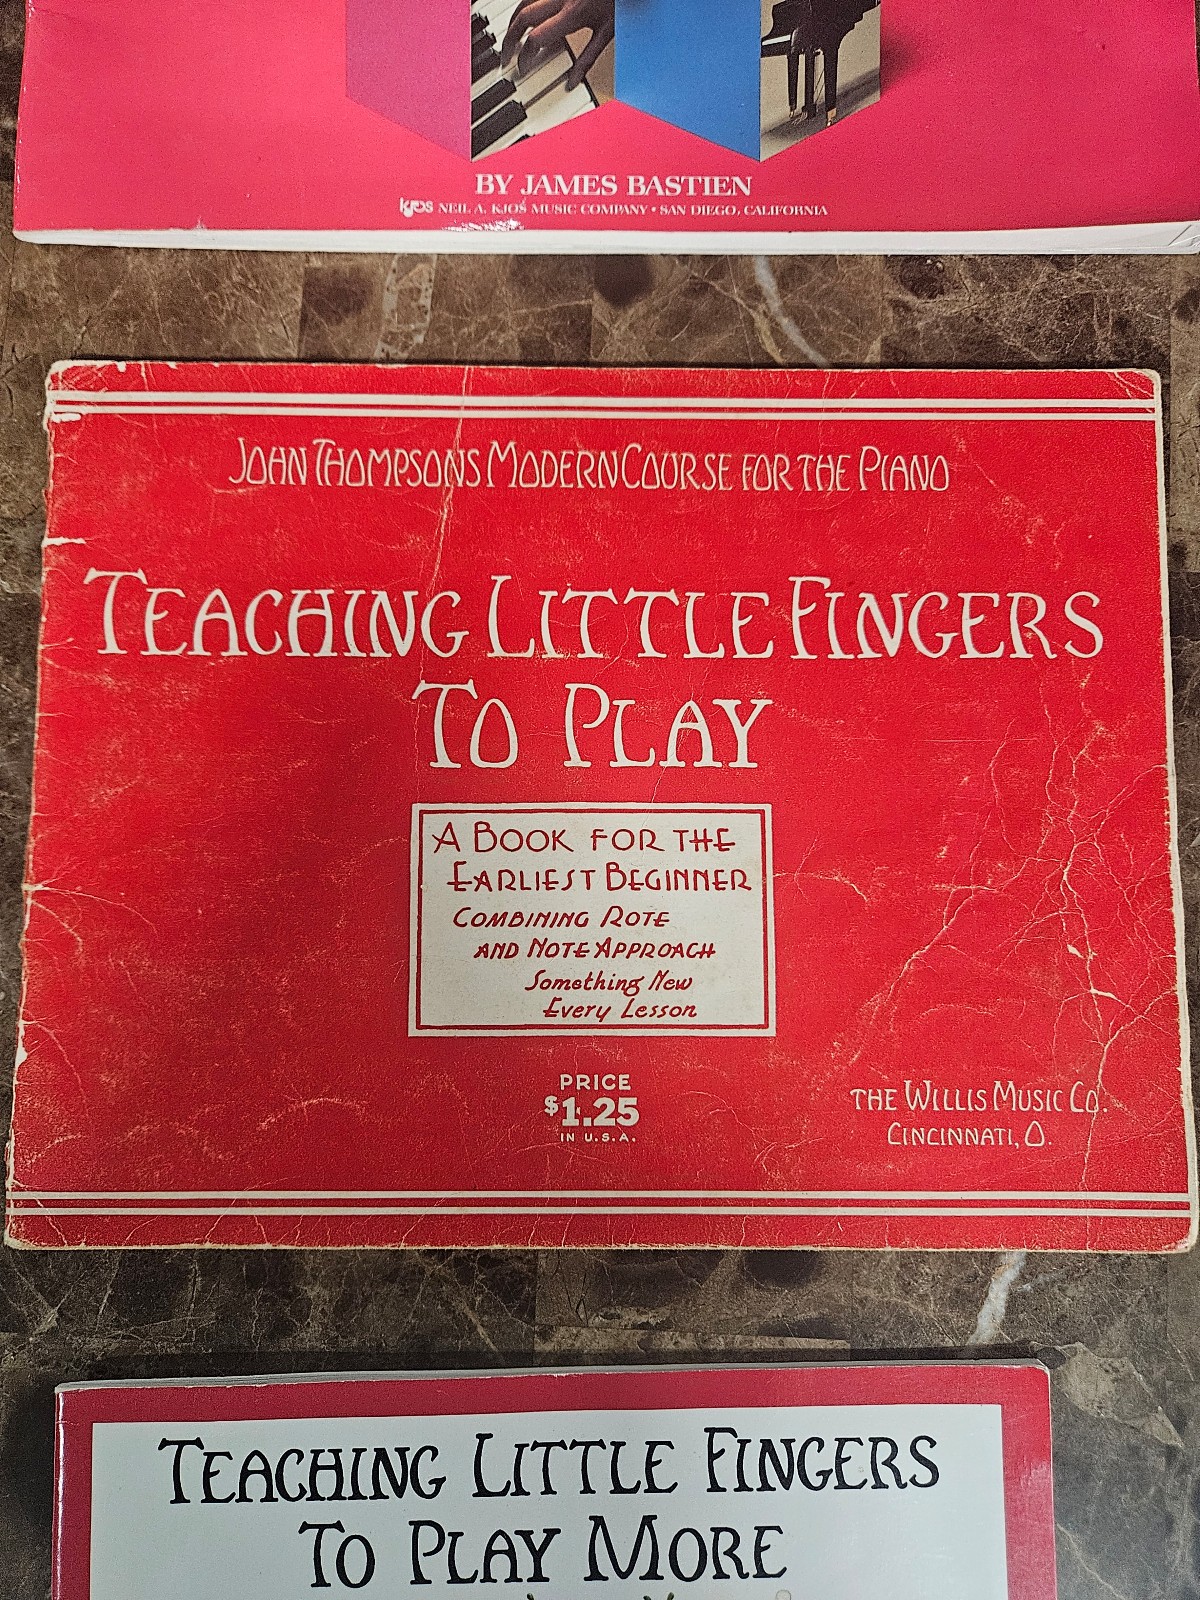 BY JAMES BASTIEN
kjos NEIL A. KJOS MUSIC COMPANY • SAN DIEGO, CALIFORNIA
JOHN THOMPSON'S MODERN COURSE FOR THE PIANO
TEACHING LITTLE FINGERS
TO PLAY
A BOOK FOR THE
EARLIEST BEGINNER
COMBINING ROTE
AND NOTE APPROACH
Something New
Every Lesson
PRICE
$1.25
IN U.S.A.
THE WILLIS MUSIC CO.
CINCINNATI, O.
TEACHING LITTLE FINGERS
TO PLAY MORE